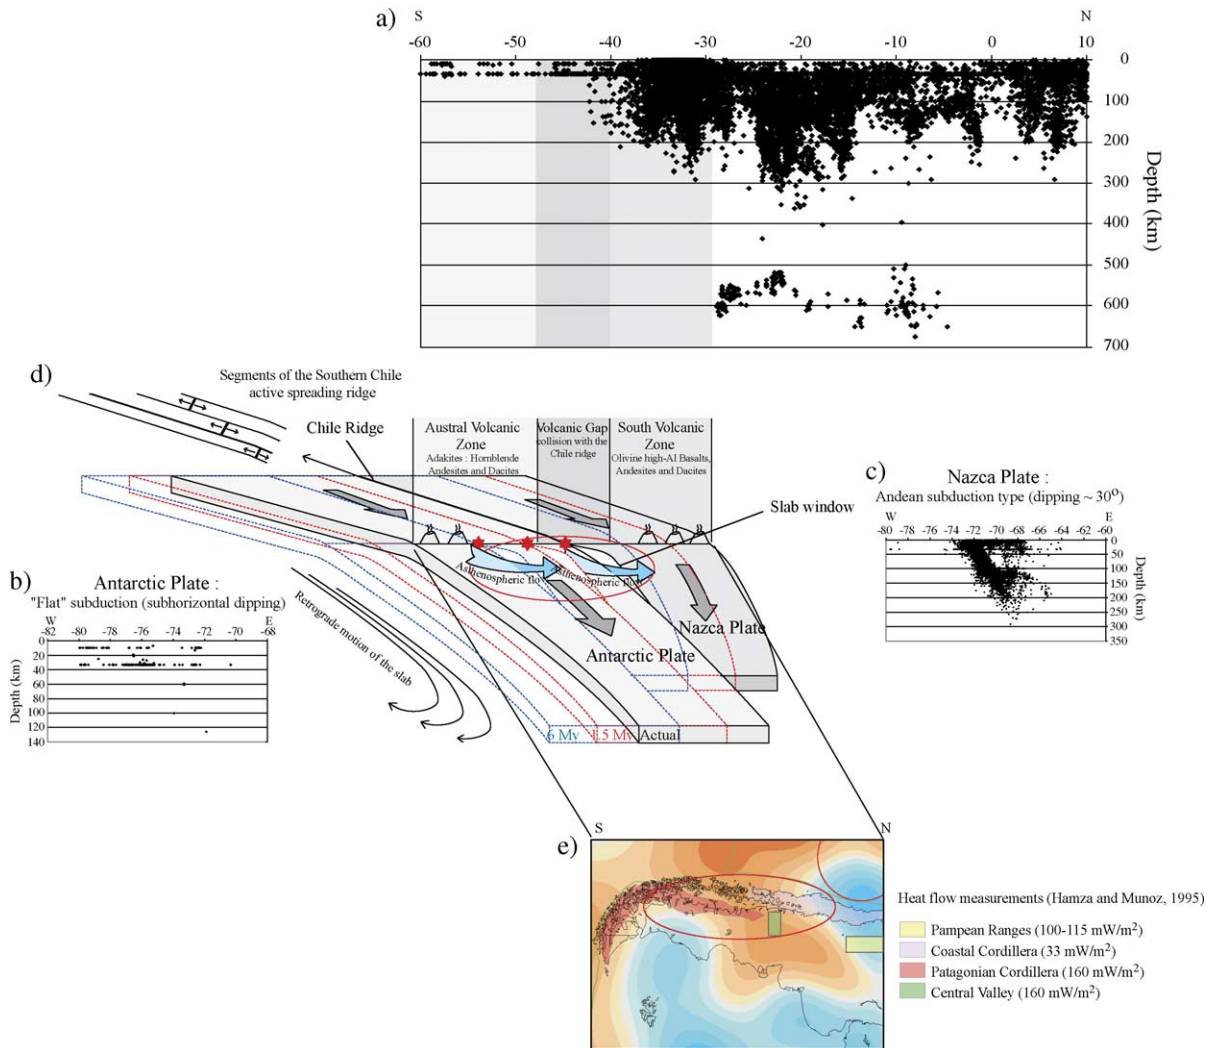 a)
S
N
-60 -50 -40 -30 -20 -10 0 10
0
100
200
300
400
500
600
700
Depth (km)
d)
Segments of the Southern Chile
active spreading ridge
Chile Ridge
Austral Volcanic
Zone
Adakites : Hornblende
Andesites and Dacites
Volcanic Gap
collision with the
Chile ridge
South Volcanic
Zone
Olivine high-Al Basalts,
Andesites and Dacites
Slab window
Asthenospheric flow
Asthenospheric flow
Nazca Plate
Antarctic Plate
Retrograde motion of the slab
6 My
1.5 My
Actual
b)
Antarctic Plate :
"Flat" subduction (subhorizontal dipping)
W
E
-82 -80 -78 -76 -74 -72 -70 -68
0
20
40
60
80
100
120
140
Depth (km)
c)
Nazca Plate :
Andean subduction type (dipping ~ 30°)
W
E
-80 -78 -76 -74 -72 -70 -68 -66 -64 -62 -60
0
50
100
150
200
250
300
350
Depth (km)
e)
S
N
Heat flow measurements (Hamza and Munoz, 1995)
Pampean Ranges (100-115 mW/m²)
Coastal Cordillera (33 mW/m²)
Patagonian Cordillera (160 mW/m²)
Central Valley (160 mW/m²)